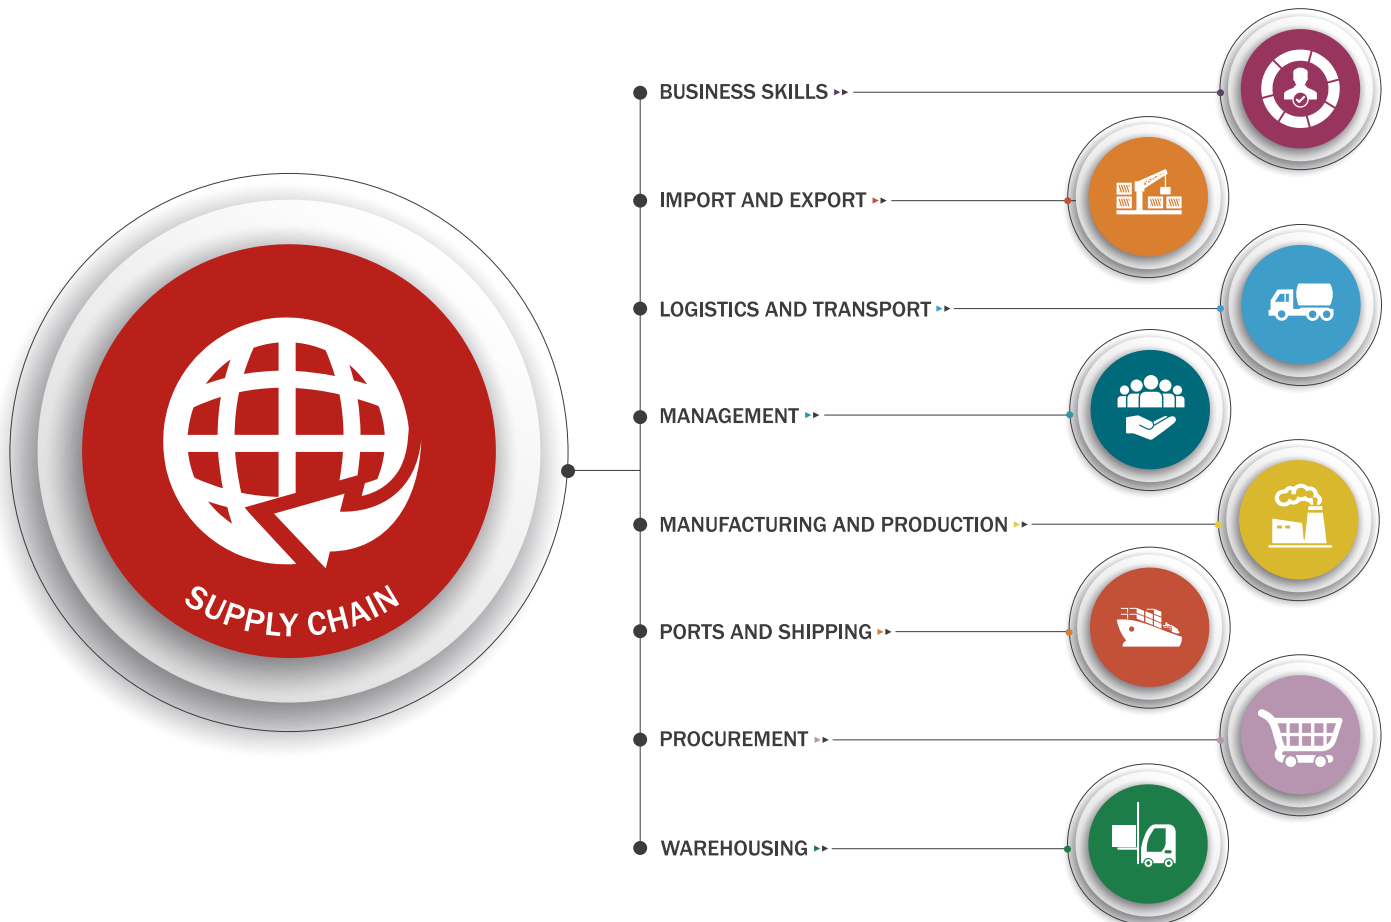 SUPPLY CHAIN
BUSINESS SKILLS
IMPORT AND EXPORT
LOGISTICS AND TRANSPORT
MANAGEMENT
MANUFACTURING AND PRODUCTION
PORTS AND SHIPPING
PROCUREMENT
WAREHOUSING